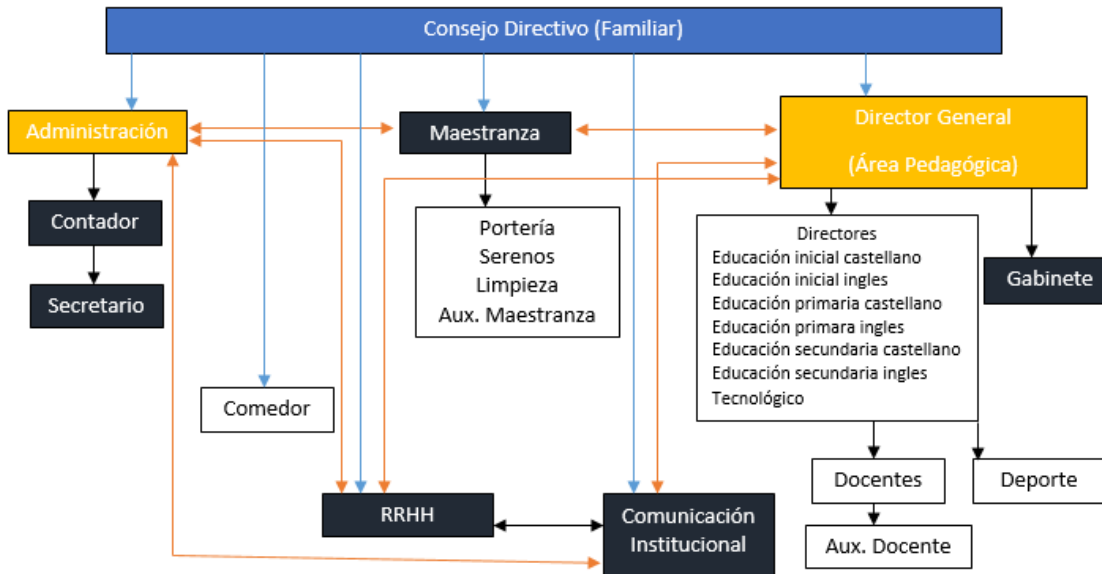 Consejo Directivo (Familiar)
Administración
Maestranza
Director General
(Área Pedagógica)
Contador
Secretario
Portería
Serenos
Limpieza
Aux. Maestranza
Directores
Educación inicial castellano
Educación inicial ingles
Educación primaria castellano
Educación primara ingles
Educación secundaria castellano
Educación secundaria ingles
Tecnológico
Gabinete
Comedor
Docentes
Deporte
RRHH
Comunicación
Institucional
Aux. Docente